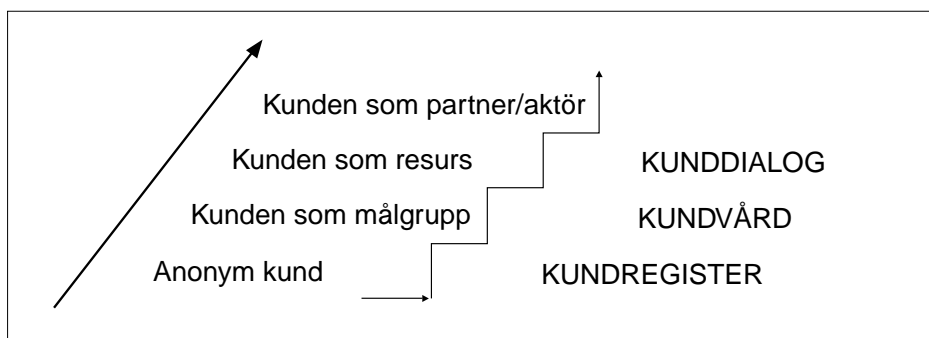 Kunden som partner/aktör
Kunden som resurs
KUNDDIALOG
Kunden som målgrupp
KUNDVÅRD
Anonym kund
KUNDREGISTER